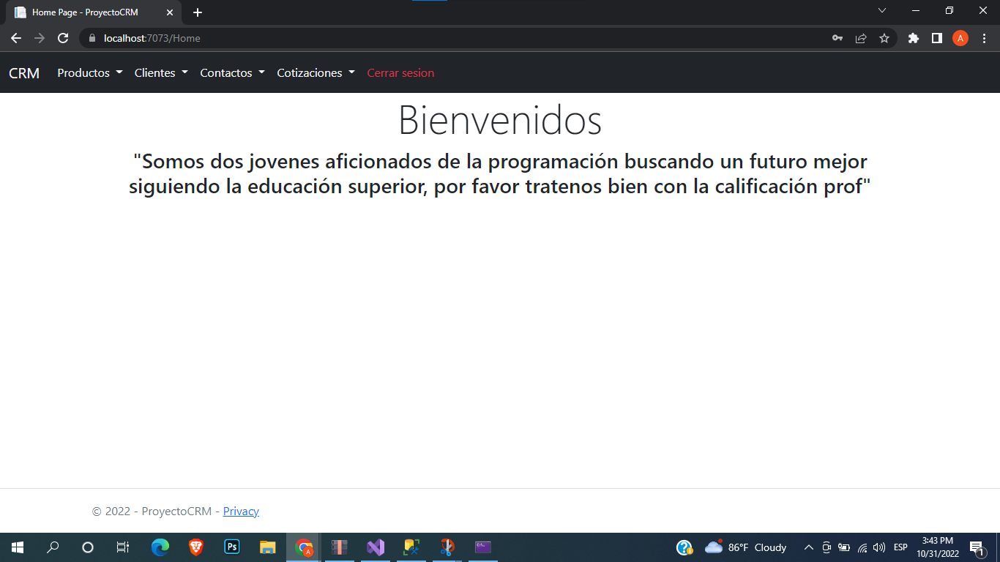 Home Page - ProyectoCRM
localhost:7073/Home
A
CRM Productos Clientes Contactos Cotizaciones Cerrar sesion
Bienvenidos
"Somos dos jovenes aficionados de la programación buscando un futuro mejor
siguiendo la educación superior, por favor tratenos bien con la calificación prof"
© 2022 - ProyectoCRM - Privacy
Ps
A
86°F Cloudy
ESP
3:43 PM
10/31/2022
1